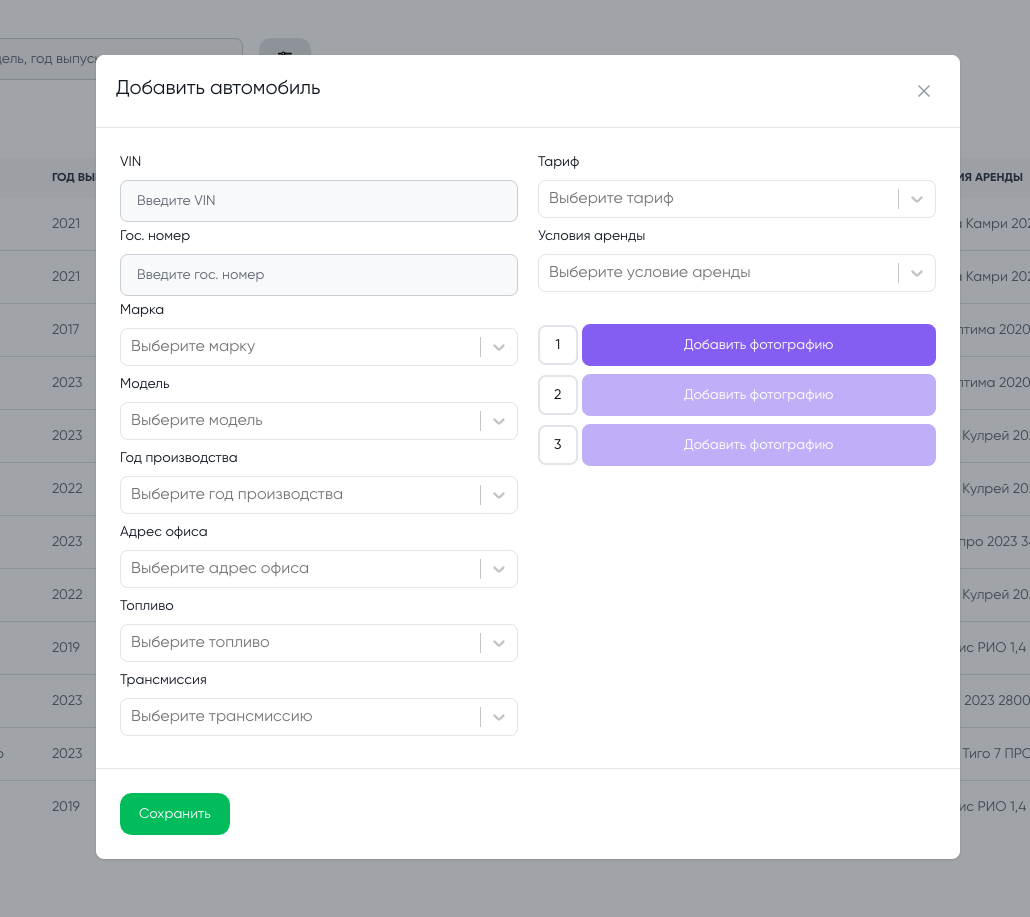 год выпус
Добавить автомобиль
VIN
Введите VIN
Гос. номер
Введите гос. номер
Марка
Выберите марку
Модель
Выберите модель
Год производства
Выберите год производства
Адрес офиса
Выберите адрес офиса
Топливо
Выберите топливо
Трансмиссия
Выберите трансмиссию
Тариф
Выберите тариф
Условия аренды
Выберите условие аренды
1 Добавить фотографию
2 Добавить фотографию
3 Добавить фотографию
Сохранить
ГОД ВЫ
2021
2021
2017
2023
2023
2022
2023
2022
2019
2023
2023
2019
ИЯ АРЕНДЫ
Камри 202
Камри 202
птима 2020
птима 2020
Кулрей 20
Кулрей 20
про 2023 3
Кулрей 20
ис РИО 1,4
2023 2800
Тиго 7 ПРО
ис РИО 1,4